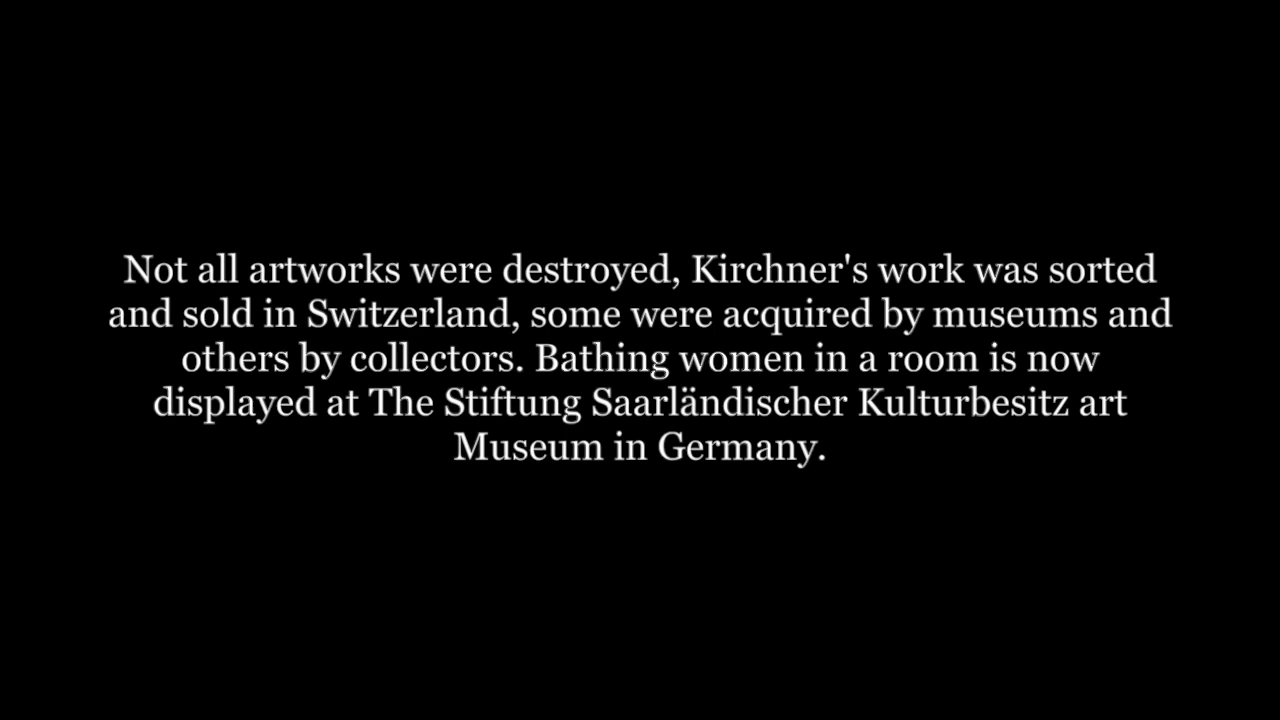 Not all artworks were destroyed, Kirchner's work was sorted
and sold in Switzerland, some were acquired by museums and
others by collectors. Bathing women in a room is now
displayed at The Stiftung Saarländischer Kulturbesitz art
Museum in Germany.